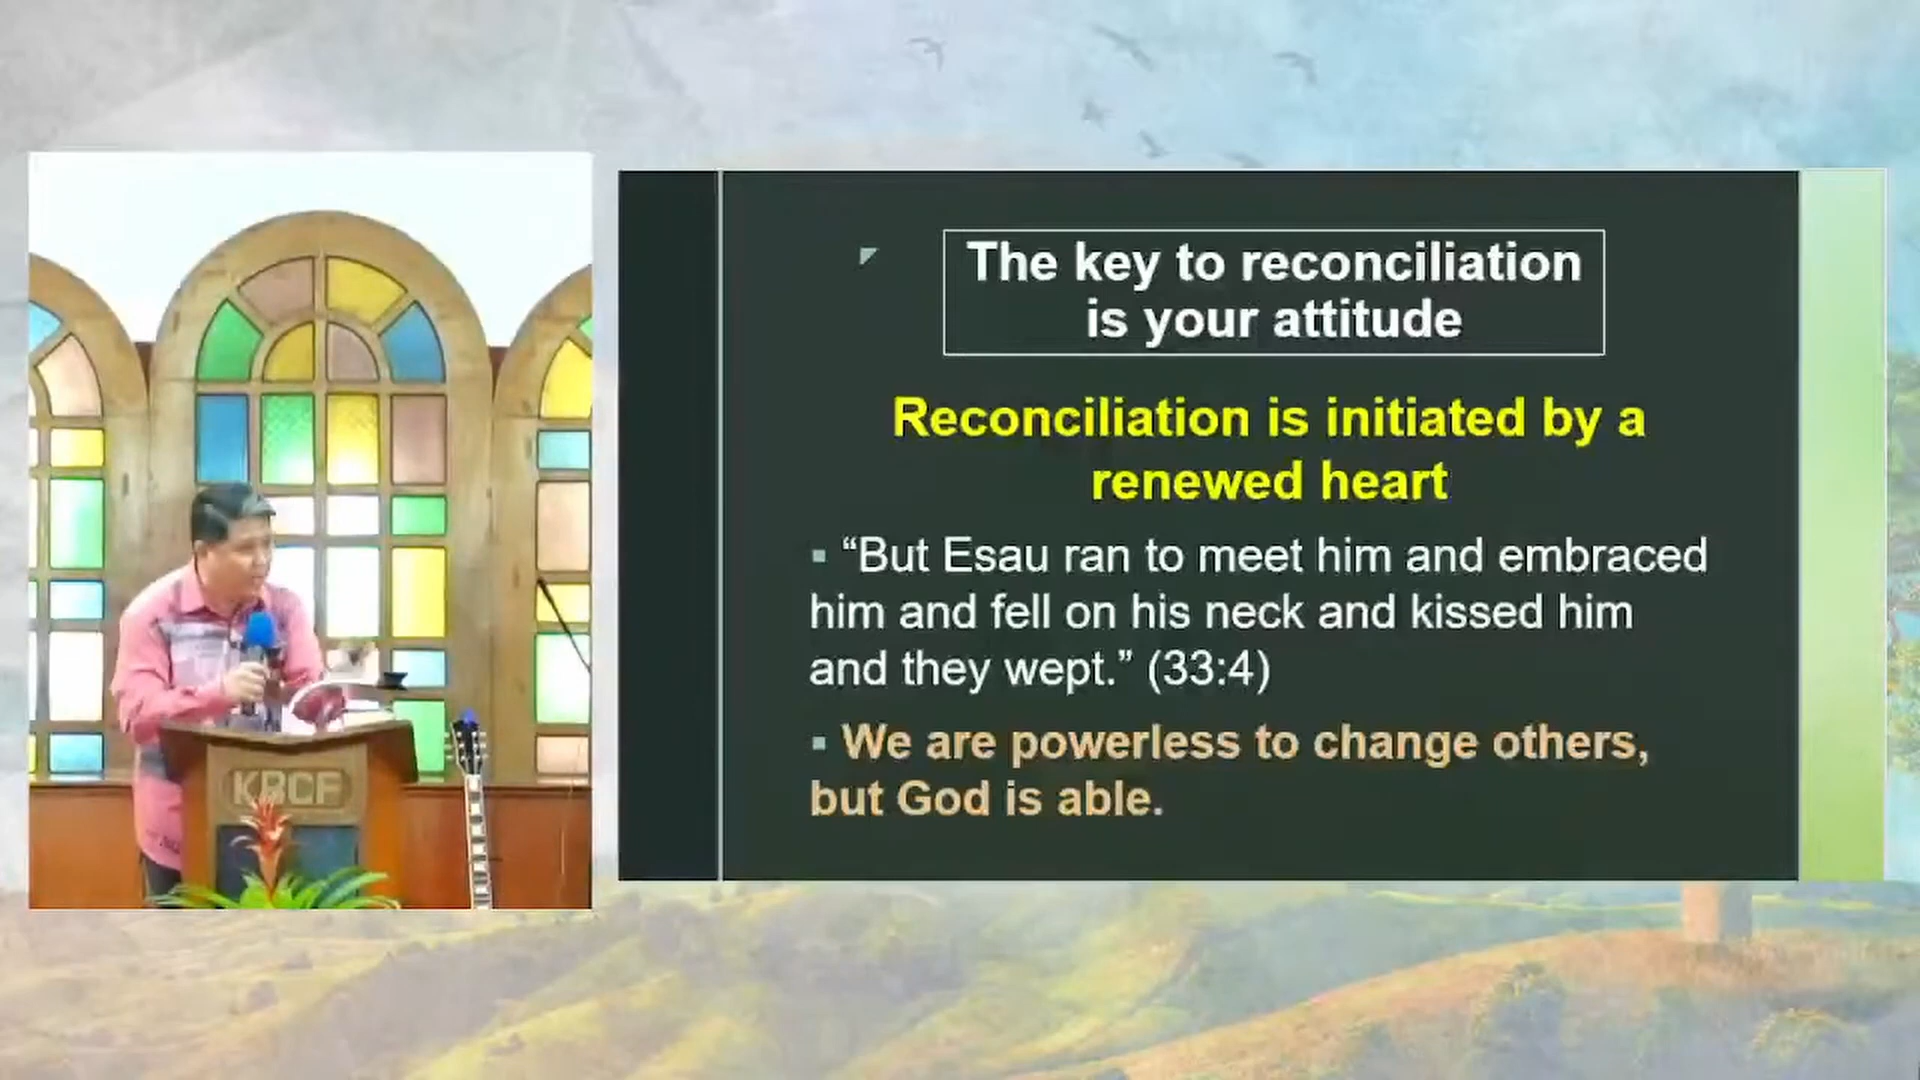 The key to reconciliation
is your attitude
Reconciliation is initiated by a
renewed heart
▪ “But Esau ran to meet him and embraced
him and fell on his neck and kissed him
and they wept.” (33:4)
▪ We are powerless to change others,
but God is able.
KBCF